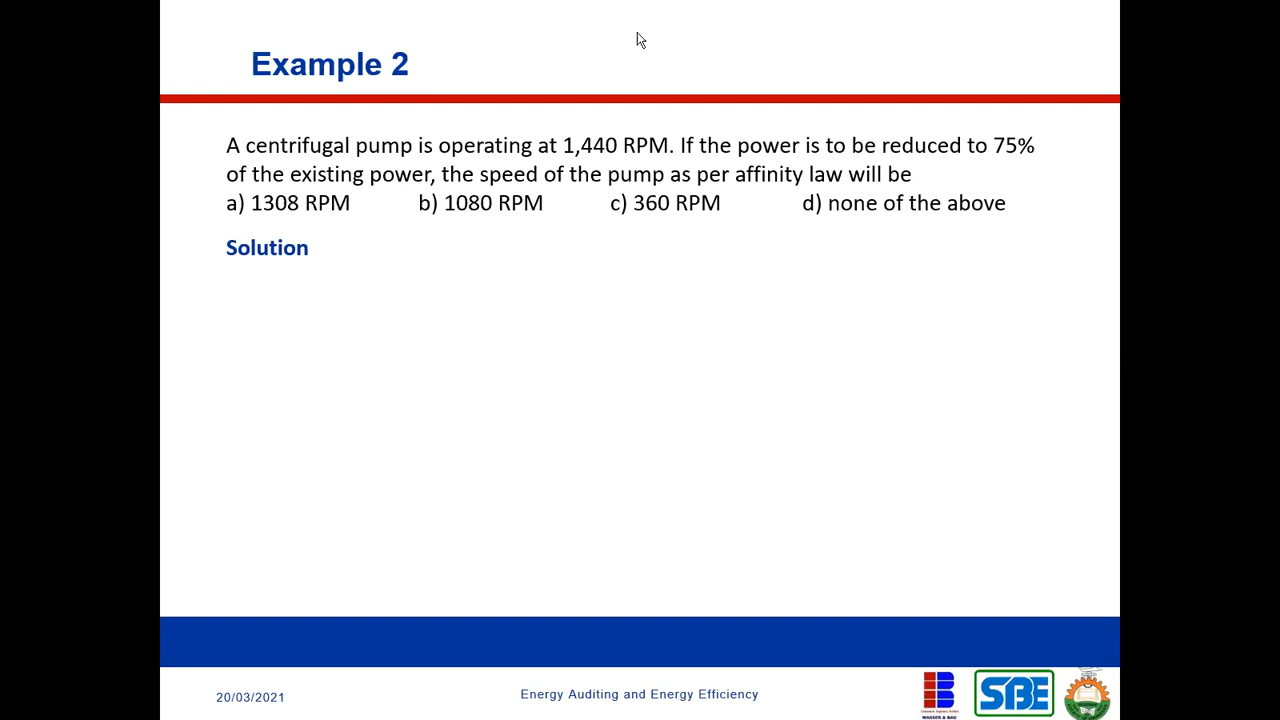 Example 2
A centrifugal pump is operating at 1,440 RPM. If the power is to be reduced to 75%
of the existing power, the speed of the pump as per affinity law will be
a) 1308 RPM b) 1080 RPM c) 360 RPM d) none of the above
Solution
20/03/2021 Energy Auditing and Energy Efficiency
WASSER & BAU
SBE